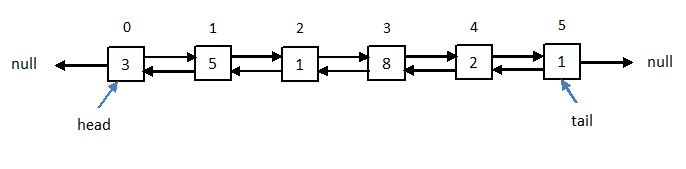 0 1 2 3 4 5
null 3 5 1 8 2 1 null
head tail